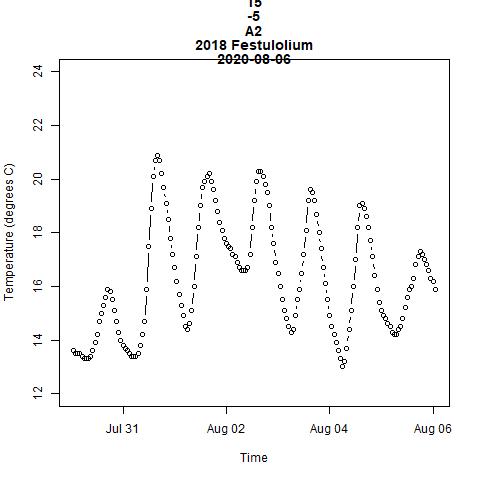 15
-5
A2
2018 Festulolium
2020-08-06
24
22
20
18
16
14
12
Temperature (degrees C)
Jul 31
Aug 02
Aug 04
Aug 06
Time